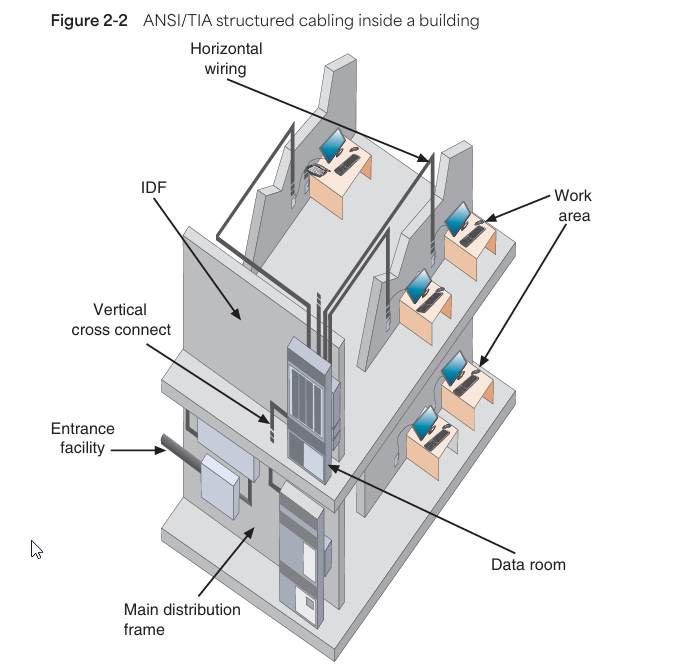 Figure 2-2 ANSI/TIA structured cabling inside a building
Horizontal
wiring
IDF
Work
area
Vertical
cross connect
Entrance
facility
Data room
Main distribution
frame